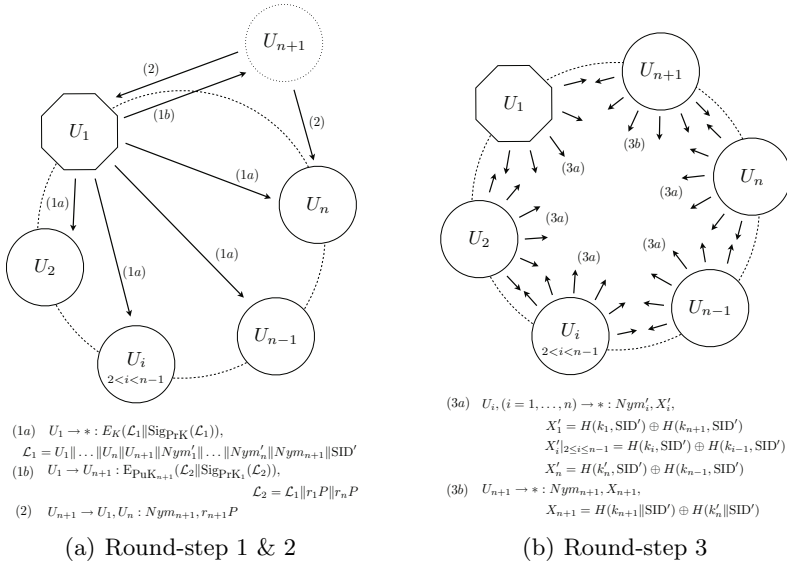 U_{n+1}
(2)
(1b)
(2)
U_1
(1a)
(1a)
U_n
(1a)
(1a)
U_2
U_{n−1}
U_i
2<i<n−1
(1a) U_1 → ∗ : E_K(𝓛_1‖Sig_{PrK}(𝓛_1)),
𝓛_1 = U_1‖…‖U_n‖U_{n+1}‖Nym′_1‖…‖Nym′_n‖Nym_{n+1}‖SID′
(1b) U_1 → U_{n+1} : E_{PuK_{n+1}}(𝓛_2‖Sig_{PrK_1}(𝓛_2)),
𝓛_2 = 𝓛_1‖r_1P‖r_nP
(2) U_{n+1} → U_1, U_n : Nym_{n+1}, r_{n+1}P
(a) Round-step 1 & 2
U_{n+1}
U_1
(3b)
(3a)
U_n
(3a)
U_2
(3a)
(3a)
(3a)
U_{n−1}
U_i
2<i<n−1
(3a) U_i, (i = 1, …, n) → ∗ : Nym′_i, X′_i,
X′_1 = H(k_1, SID′) ⊕ H(k_{n+1}, SID′)
X′_i|_{2≤i≤n−1} = H(k_i, SID′) ⊕ H(k_{i−1}, SID′)
X′_n = H(k′_n, SID′) ⊕ H(k_{n−1}, SID′)
(3b) U_{n+1} → ∗ : Nym_{n+1}, X_{n+1},
X_{n+1} = H(k_{n+1}‖SID′) ⊕ H(k′_n‖SID′)
(b) Round-step 3